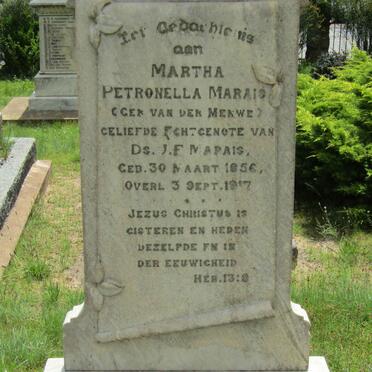 Ter Gedachtenis
aan
MARTHA
PETRONELLA MARAIS
(GEB VAN DER MERWE)
GELIEFDE ECHTGENOTE VAN
DS. J.F. MARAIS,
GEB. 30 MAART 1856,
OVERL 3 SEPT. 1917
JEZUS CHRISTUS IS
GISTEREN EN HEDEN
DEZELFDE EN IN
DER EEUWIGHEID
HEB. 13:8